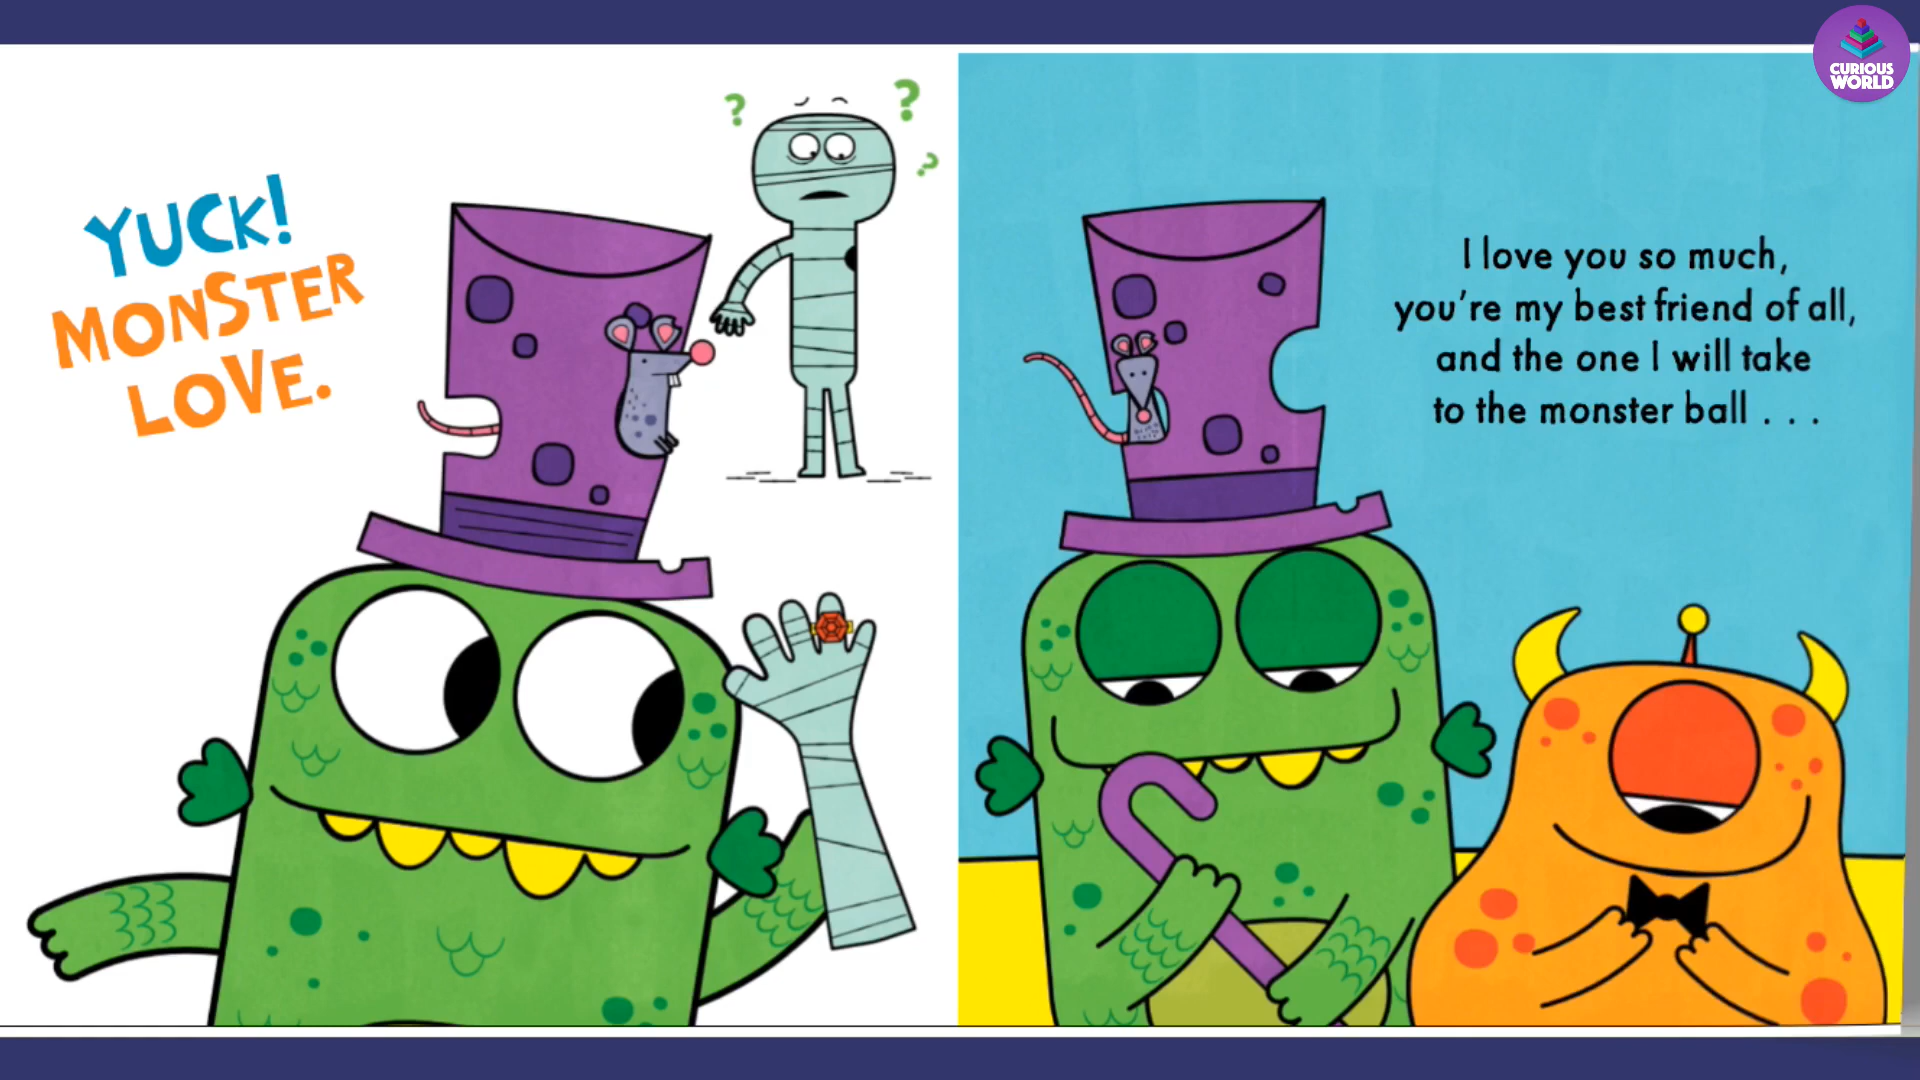 YUCK!
MONSTER
LOVE.
? ? ?
I love you so much,
you're my best friend of all,
and the one I will take
to the monster ball . . .
CURIOUS
WORLD